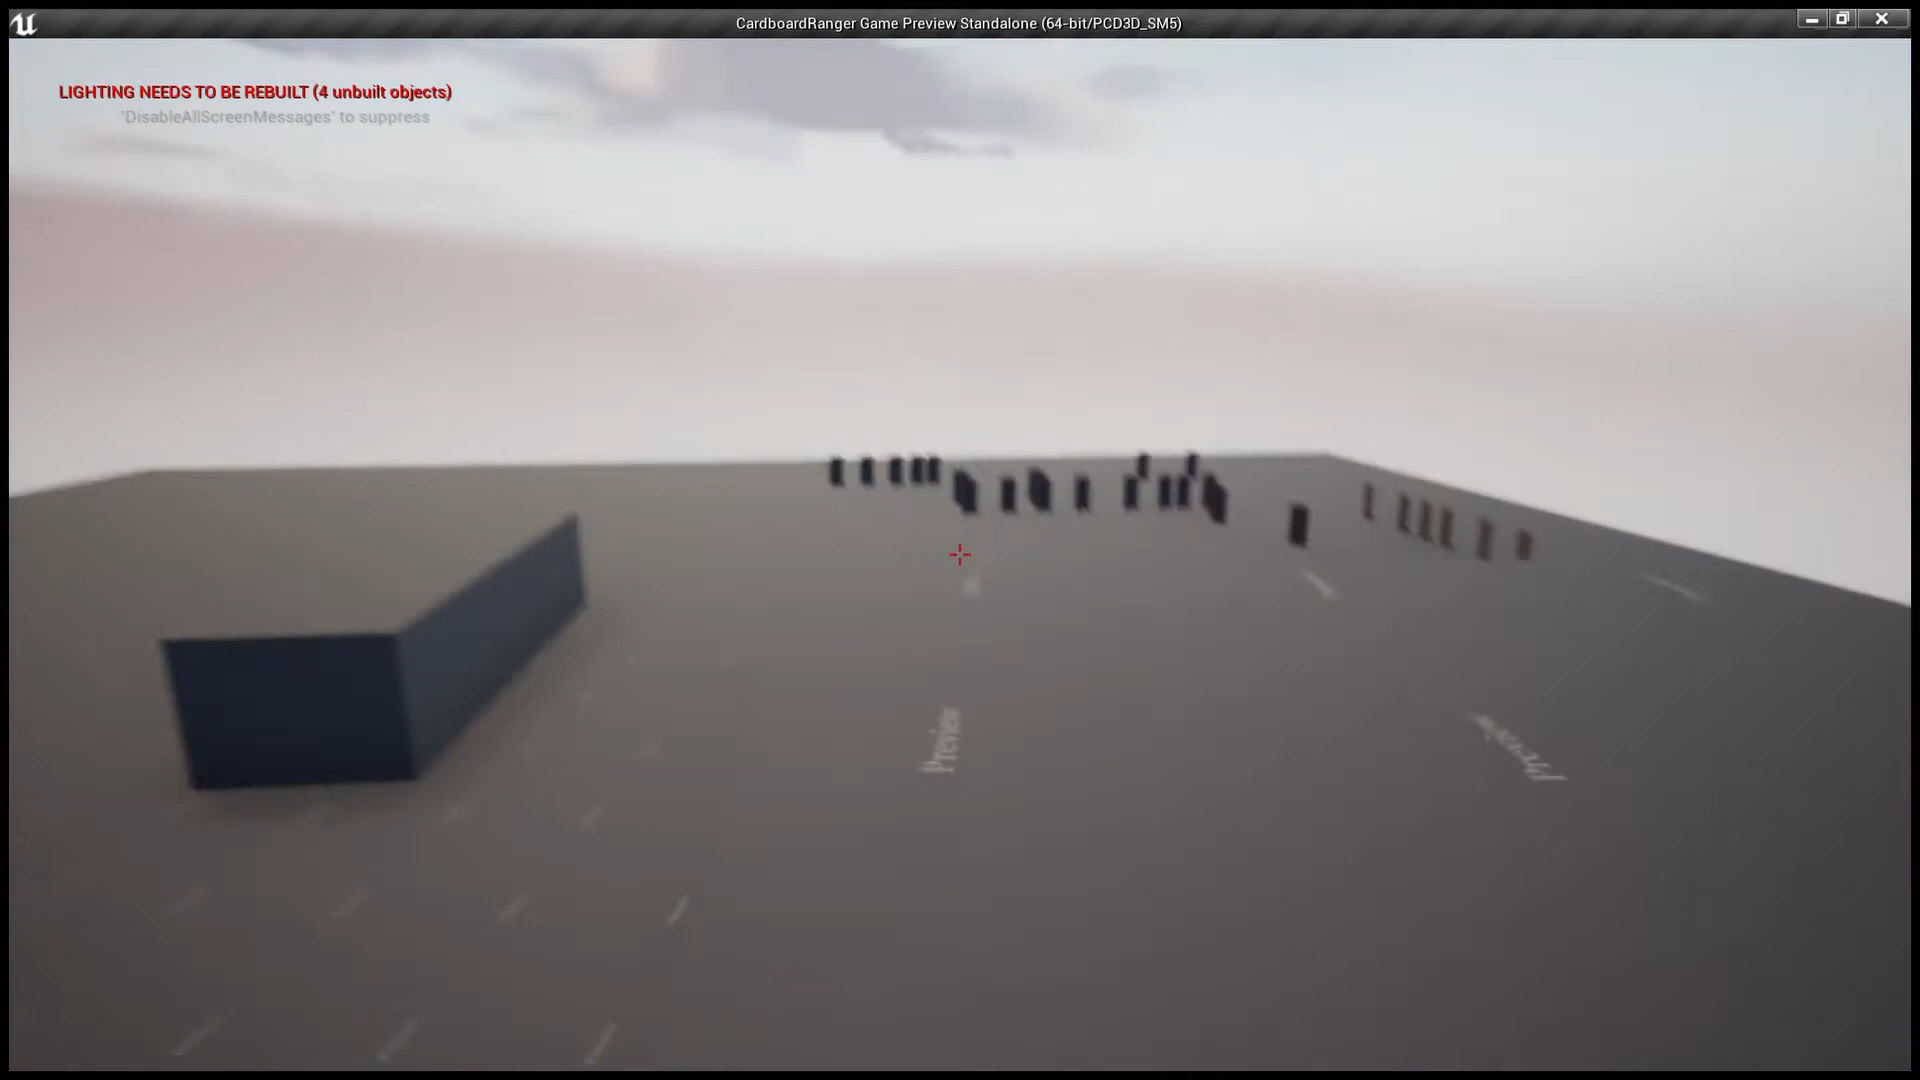 CardboardRanger Game Preview Standalone (64-bit/PCD3D_SM5)
LIGHTING NEEDS TO BE REBUILT (4 unbuilt objects)
'DisableAllScreenMessages' to suppress
Preview
Preview